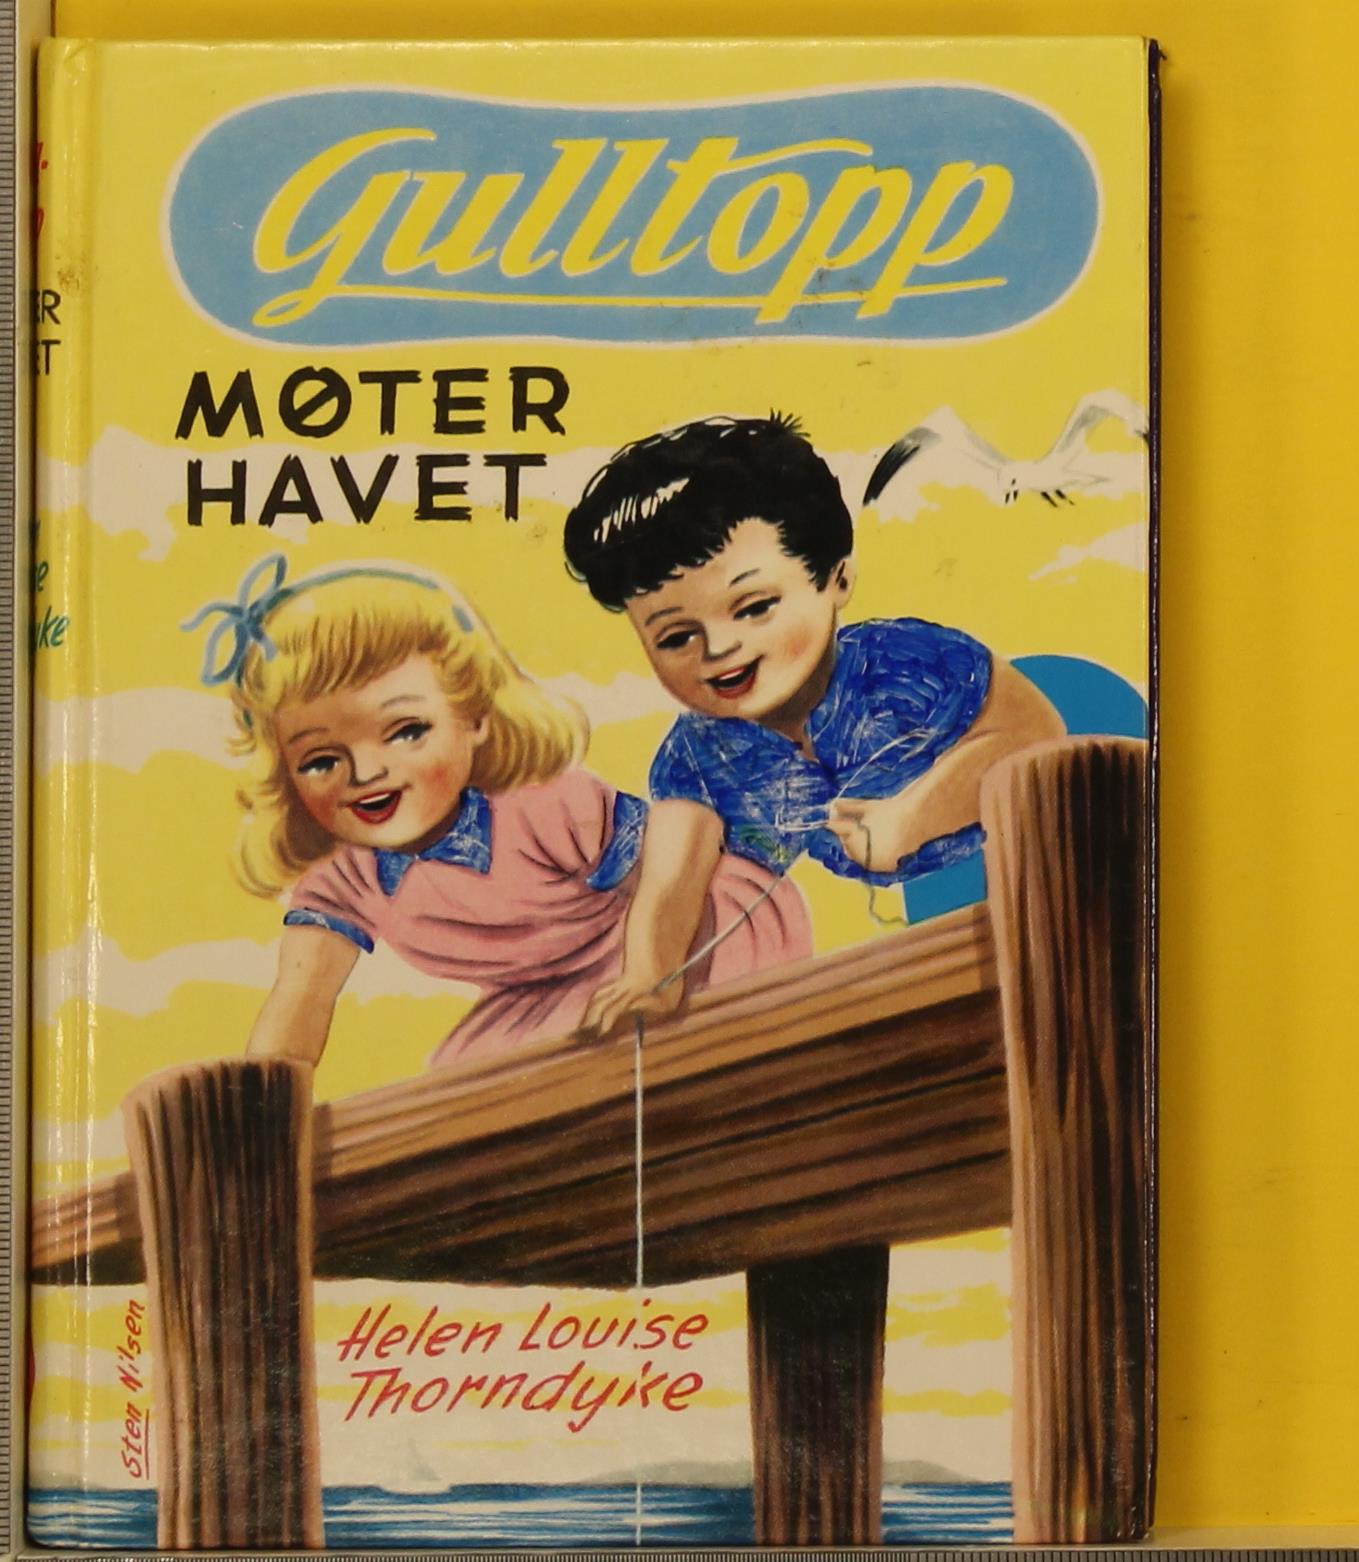 Gulltopp
MØTER
HAVET
Helen Louise
Thorndyke
Sten Nilsen